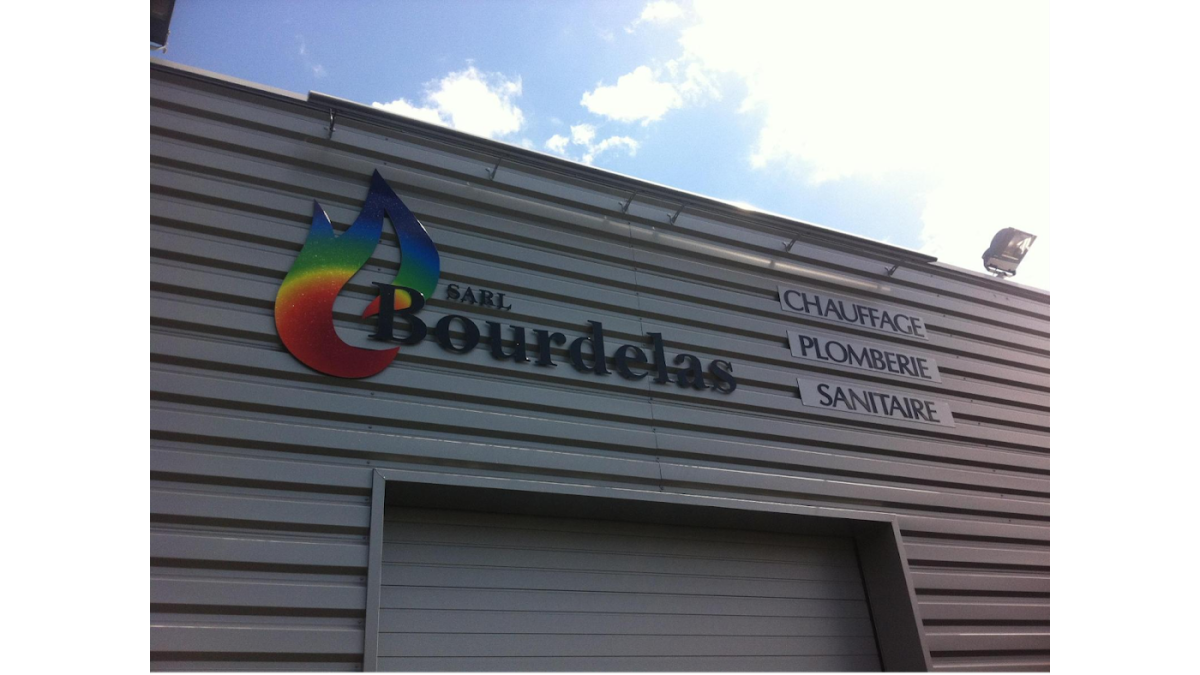 SARL
Bourdelas
CHAUFFAGE
PLOMBERIE
SANITAIRE